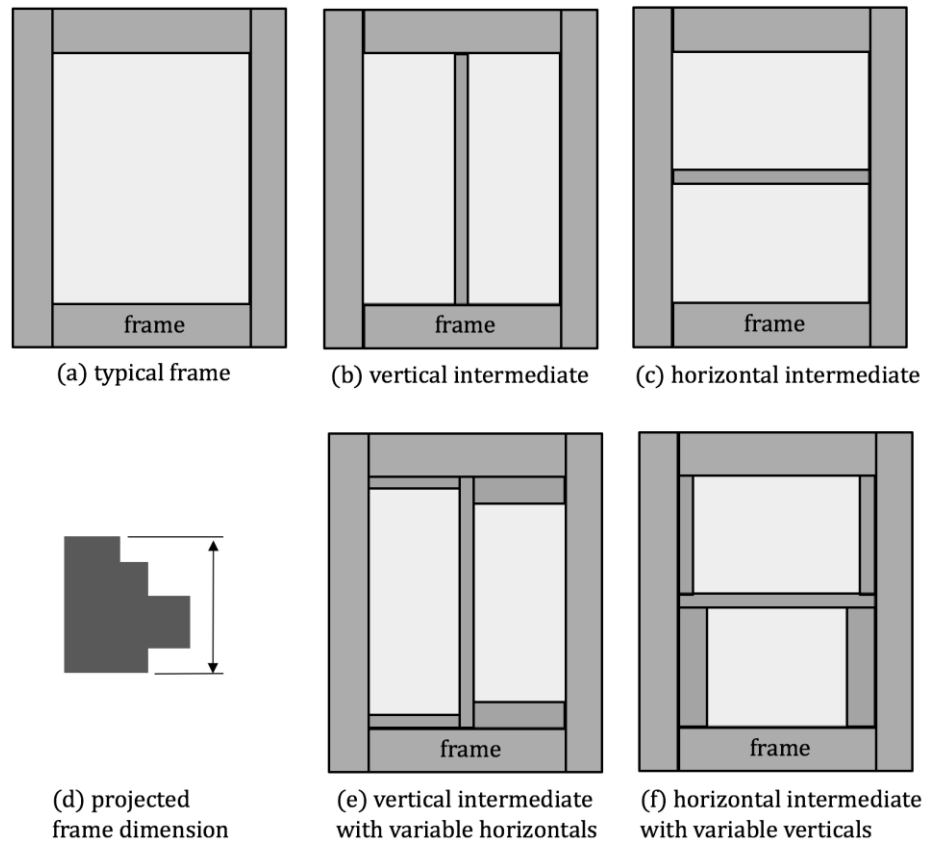 frame
frame
frame
(a) typical frame
(b) vertical intermediate
(c) horizontal intermediate
frame
frame
(d) projected
frame dimension
(e) vertical intermediate
with variable horizontals
(f) horizontal intermediate
with variable verticals